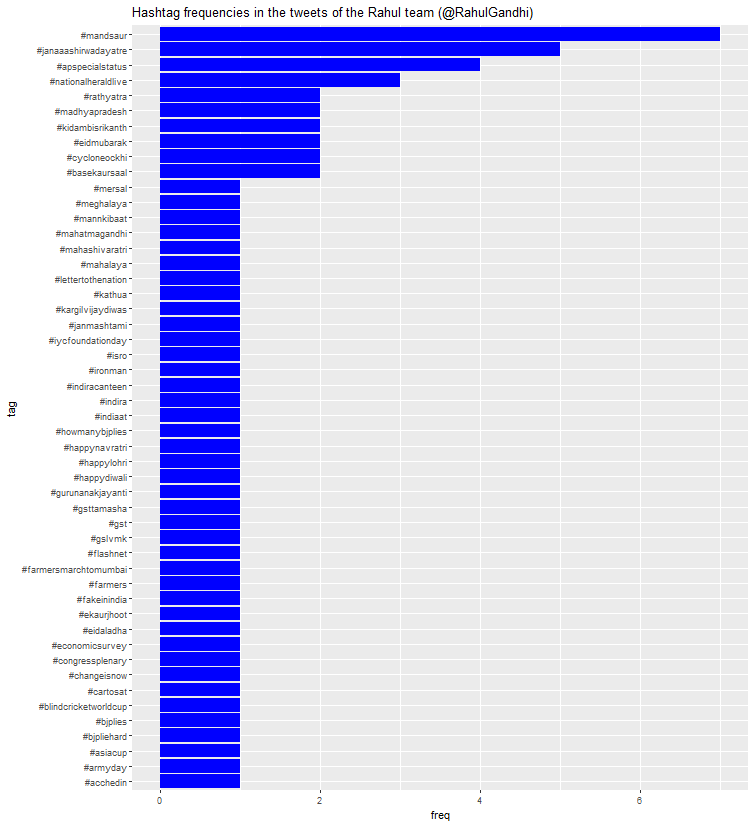 Hashtag frequencies in the tweets of the Rahul team (@RahulGandhi)
#mandsaur
#janaaashirwadayatre
#apspecialstatus
#nationalheraldlive
#rathyatra
#madhyapradesh
#kidambisrikanth
#eidmubarak
#cycloneockhi
#basekaursaal
#mersal
#meghalaya
#mannkibaat
#mahatmagandhi
#mahashivaratri
#mahalaya
#lettertothenation
#kathua
#kargilvijaydiwas
#janmashtami
#iycfoundationday
#isro
#ironman
#indiracanteen
#indira
#indiaat
#howmanybjplies
#happynavratri
#happylohri
#happydiwali
#gurunanakjayanti
#gsttamasha
#gst
#gslvmk
#flashnet
#farmersmarchtomumbai
#farmers
#fakeinindia
#ekaurjhoot
#eidaladha
#economicsurvey
#congressplenary
#changeisnow
#cartosat
#blindcricketworldcup
#bjplies
#bjpliehard
#asiacup
#armyday
#acchedin
tag
0 2 4 6
freq